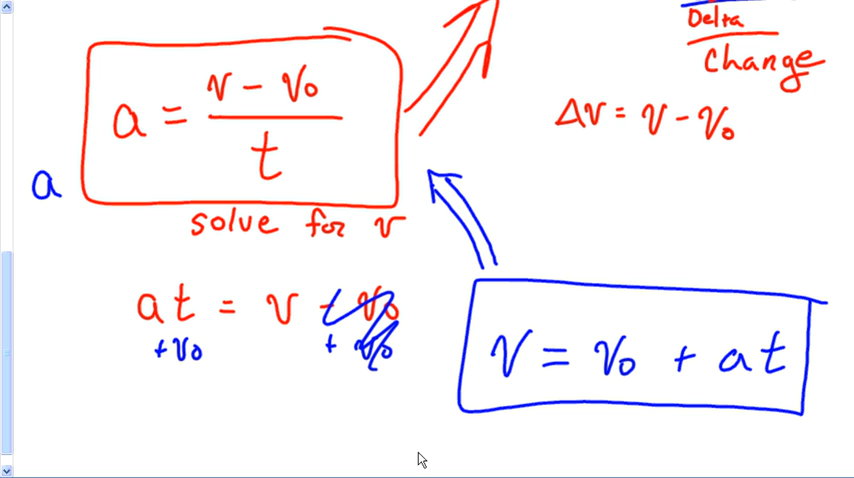 Delta
Change
a = v - v₀ / t
Δv = v - v₀
a
solve for v
at = v - v₀
+v₀ + v₀
v = v₀ + at